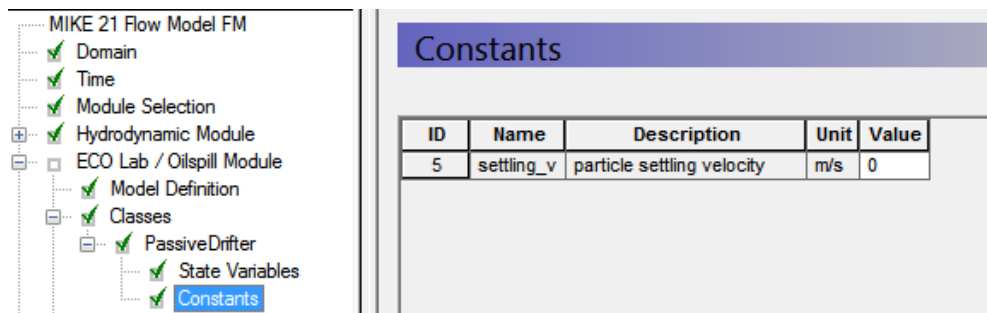 MIKE 21 Flow Model FM
Domain
Time
Module Selection
Hydrodynamic Module
ECO Lab / Oilspill Module
Model Definition
Classes
PassiveDrifter
State Variables
Constants
Constants
ID Name Description Unit Value
5 settling_v particle settling velocity m/s 0